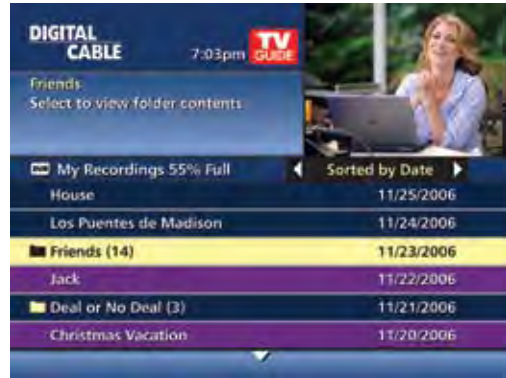 DIGITAL
CABLE
7:03pm
TV
GUIDE
Friends
Select to view folder contents
My Recordings 55% Full
Sorted by Date
House 11/25/2006
Los Puentes de Madison 11/24/2006
Friends (14) 11/23/2006
Jack 11/22/2006
Deal or No Deal (3) 11/21/2006
Christmas Vacation 11/20/2006